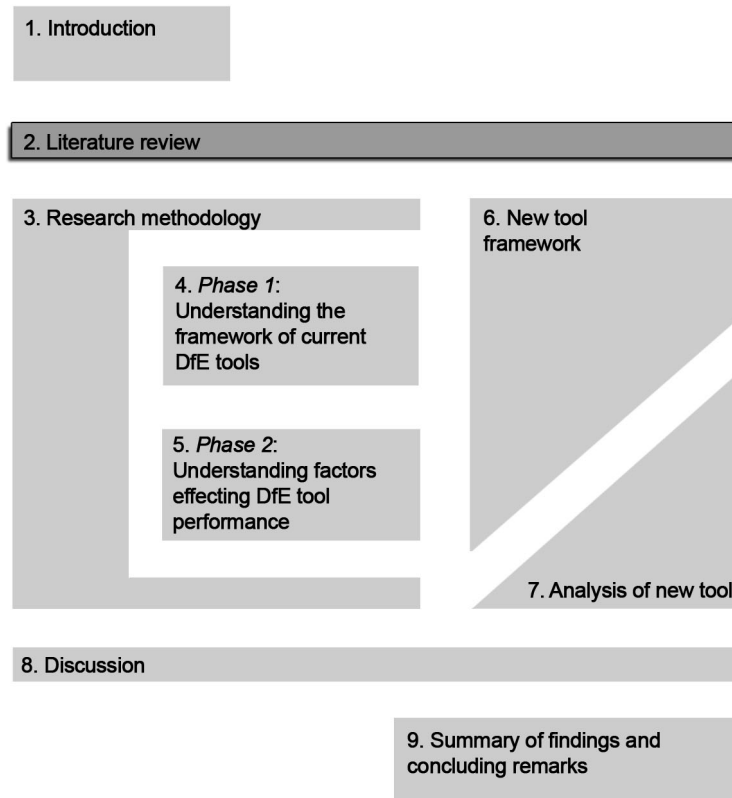 1. Introduction
2. Literature review
3. Research methodology
4. Phase 1:
Understanding the
framework of current
DfE tools
5. Phase 2:
Understanding factors
effecting DfE tool
performance
6. New tool
framework
7. Analysis of new tool
8. Discussion
9. Summary of findings and
concluding remarks